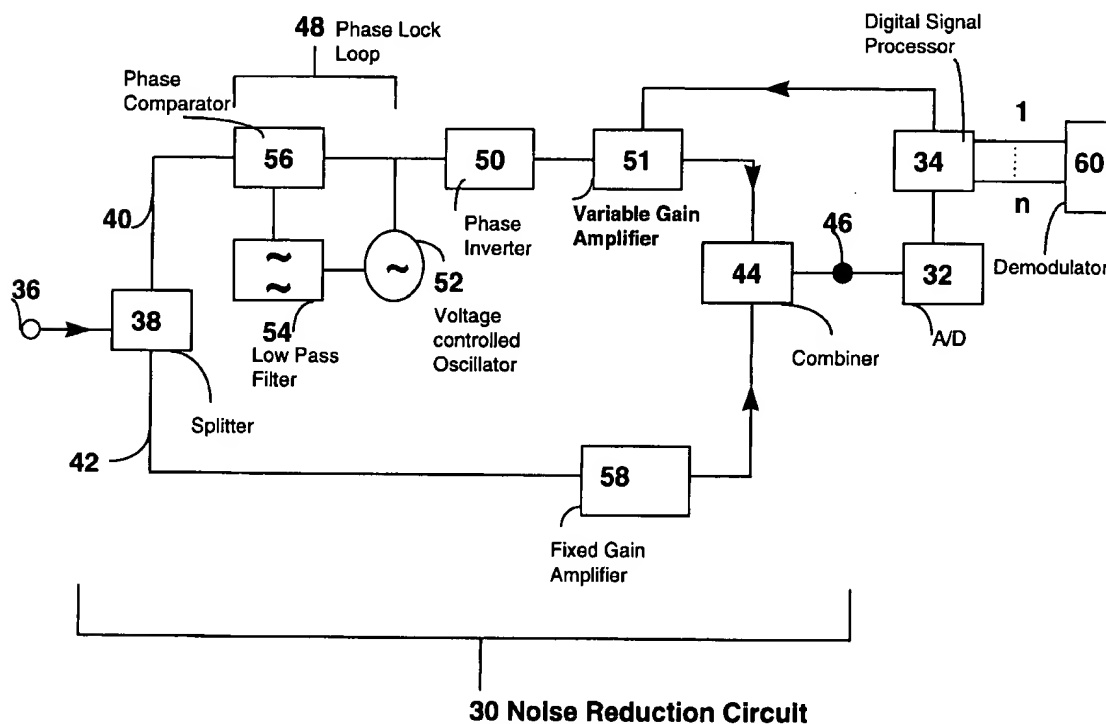 48 Phase Lock
Loop
Digital Signal
Processor
Phase
Comparator
56
50
51
34
1
n
60
40
Phase
Inverter
Variable Gain
Amplifier
46
Demodulator
36
38
~
~
~
52
Voltage
controlled
Oscillator
54
Low Pass
Filter
44
32
Combiner
A/D
Splitter
42
58
Fixed Gain
Amplifier
30 Noise Reduction Circuit